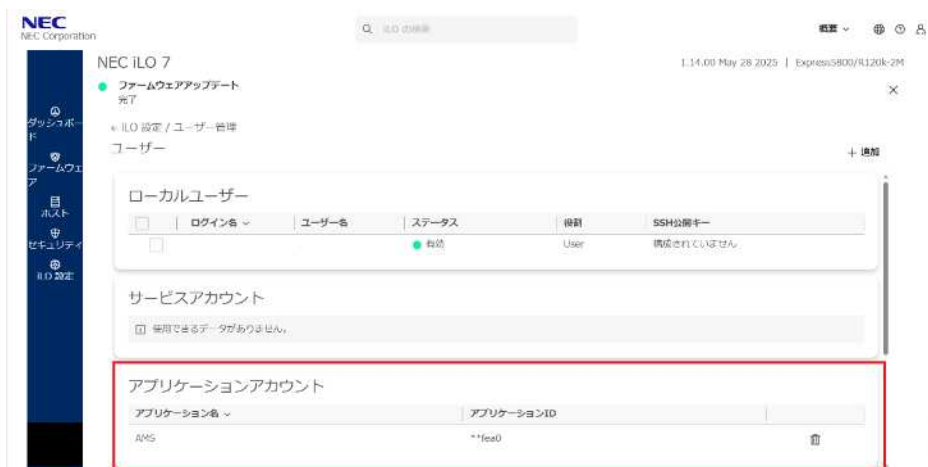 NEC
NEC Corporation
iLO の検索
概要
NEC iLO 7
1.14.00 May 28 2025 | Express5800/R120k-2M
ファームウェアアップデート
完了
ダッシュボー
ド
ファームウェ
ア
ホスト
セキュリティ
iLO 設定
iLO 設定 / ユーザー管理
ユーザー
+ 追加
ローカルユーザー
ログイン名 ユーザー名 ステータス 役割 SSH公開キー
有効 User 構成されていません
サービスアカウント
使用できるデータがありません。
アプリケーションアカウント
アプリケーション名 アプリケーションID
AMS **fea0